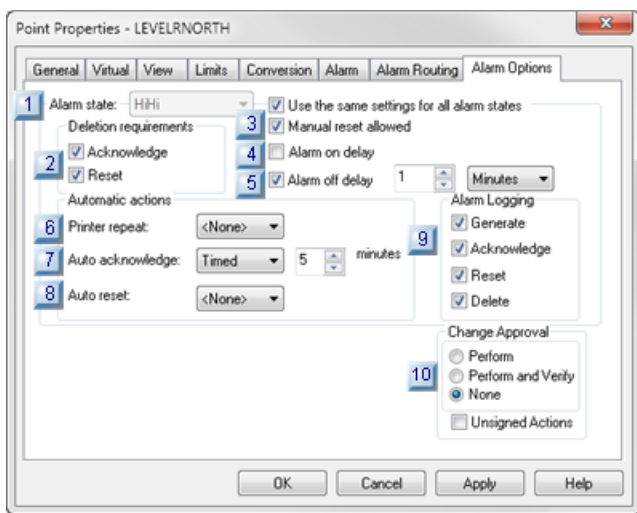 Point Properties - LEVELRNORTH
General Virtual View Limits Conversion Alarm Alarm Routing Alarm Options
1 Alarm state: HiHi Use the same settings for all alarm states
Deletion requirements 3 Manual reset allowed
2 Acknowledge 4 Alarm on delay
Reset 5 Alarm off delay 1 Minutes
Automatic actions Alarm Logging
6 Printer repeat: <None> 9 Generate
7 Auto acknowledge: Timed 5 minutes Acknowledge
8 Auto reset: <None> Reset
Delete
Change Approval
Perform
10 Perform and Verify
None
Unsigned Actions
OK Cancel Apply Help